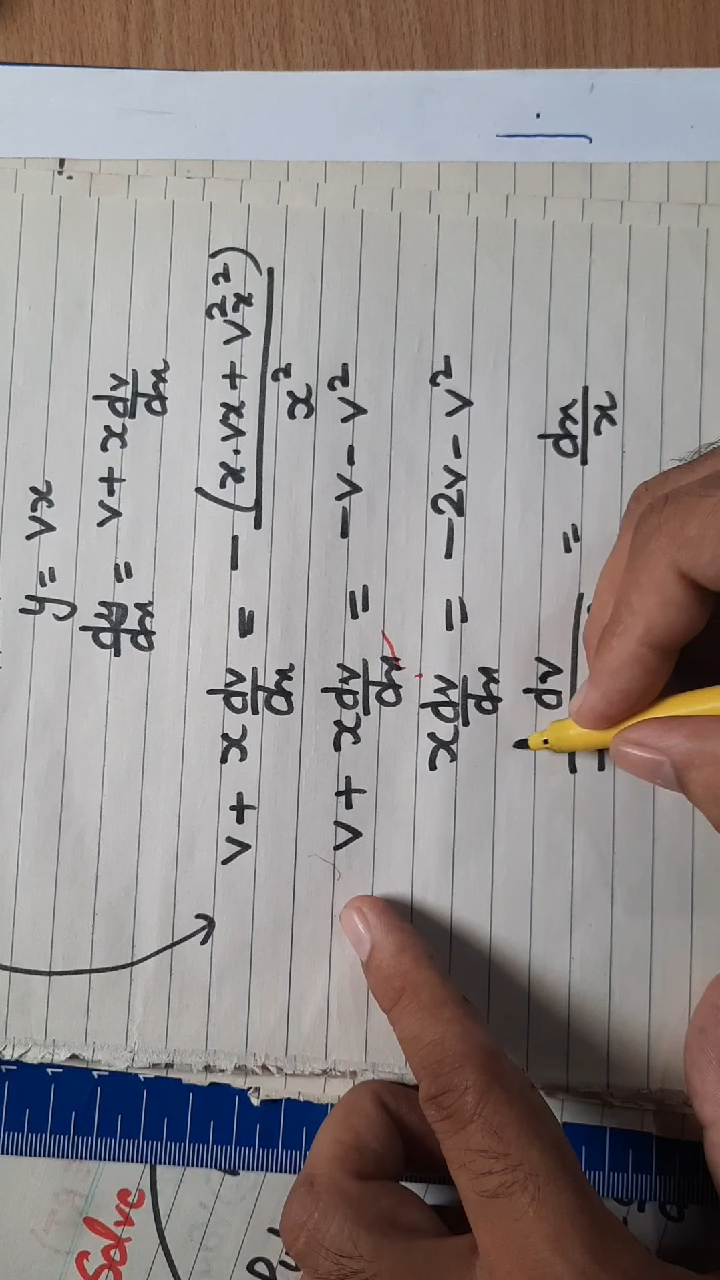 y = vx
dy/dx = v + x dv/dx
v + x dv/dx = -(x.vx + v²x²)/x²
v + x dv/dx = -v - v²
x dv/dx = -2v - v²
dv = dx/x
Solve